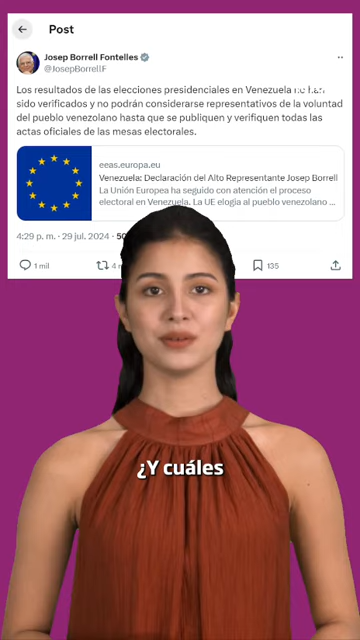 Post
Josep Borrell Fontelles
@JosepBorrellF
Los resultados de las elecciones presidenciales en Venezuela no han
sido verificados y no podrán considerarse representativos de la voluntad
del pueblo venezolano hasta que se publiquen y verifiquen todas las
actas oficiales de las mesas electorales.
eeas.europa.eu
Venezuela: Declaración del Alto Representante Josep Borrell
La Unión Europea ha seguido con atención el proceso
electoral en Venezuela. La UE elogia al pueblo venezolano ...
4:29 p. m. · 29 jul. 2024 ·
1 mil
135
¿Y cuáles